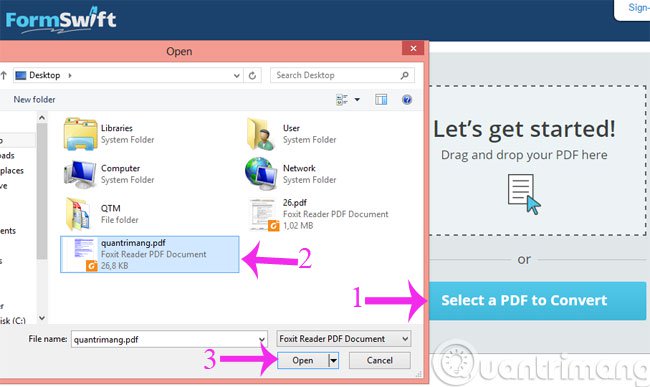 FormSwift
Sign-
Open
Desktop
Search Desktop
New folder
Libraries
System Folder
User
System Folder
Computer
System Folder
Network
System Folder
QTM
File folder
26.pdf
Foxit Reader PDF Document
1,02 MB
quantrimang.pdf
Foxit Reader PDF Document
26,8 KB
2
oads
places
ve
ents
s
r
isk (C:)
File name:
quantrimang.pdf
Foxit Reader PDF Document
3
Open
Cancel
Let's get started!
Drag and drop your PDF here
or
1
Select a PDF to Convert
Quantrimang